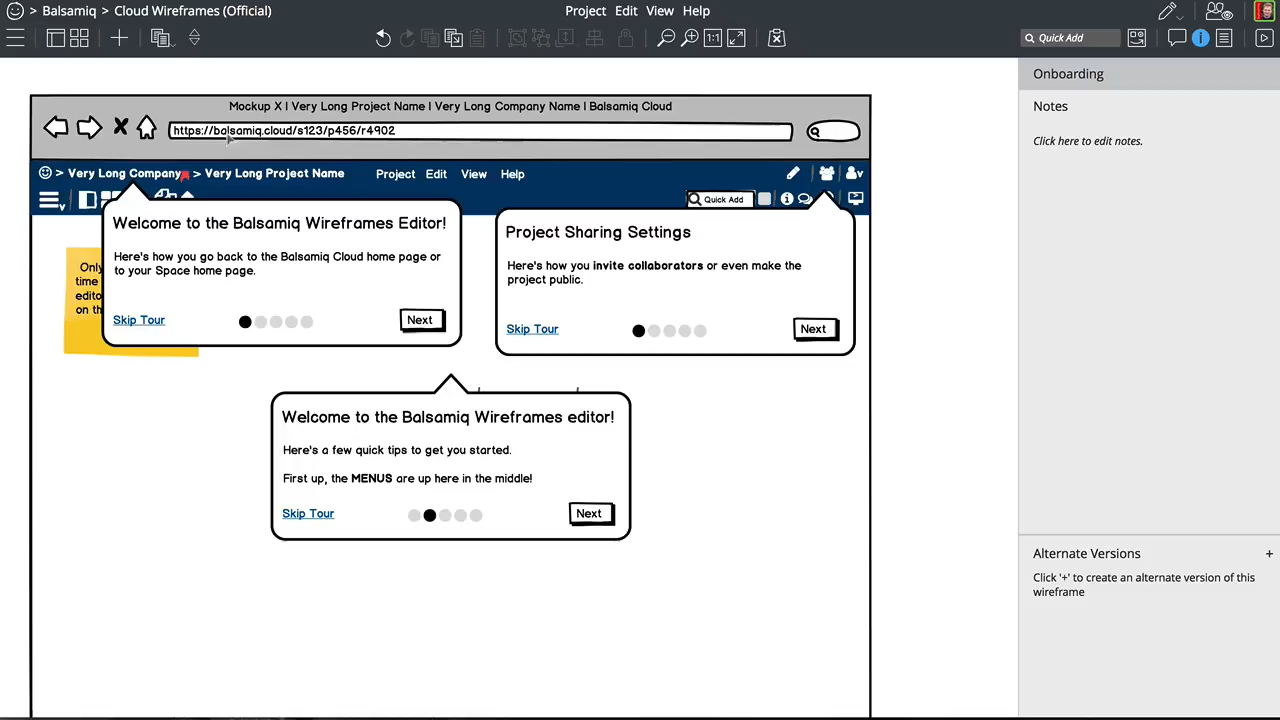 > Balsamiq > Cloud Wireframes (Official)
Project Edit View Help
1:1
Quick Add
Onboarding
Notes
Click here to edit notes.
Mockup X | Very Long Project Name | Very Long Company Name | Balsamiq Cloud
https://balsamiq.cloud/s123/p456/r4902
> Very Long Company > Very Long Project Name
Project Edit View Help
Quick Add
Only
time
edito
on th
Welcome to the Balsamiq Wireframes Editor!
Here's how you go back to the Balsamiq Cloud home page or
to your Space home page.
Skip Tour
Next
Project Sharing Settings
Here's how you invite collaborators or even make the
project public.
Skip Tour
Next
Welcome to the Balsamiq Wireframes editor!
Here's a few quick tips to get you started.
First up, the MENUS are up here in the middle!
Skip Tour
Next
Alternate Versions +
Click '+' to create an alternate version of this
wireframe